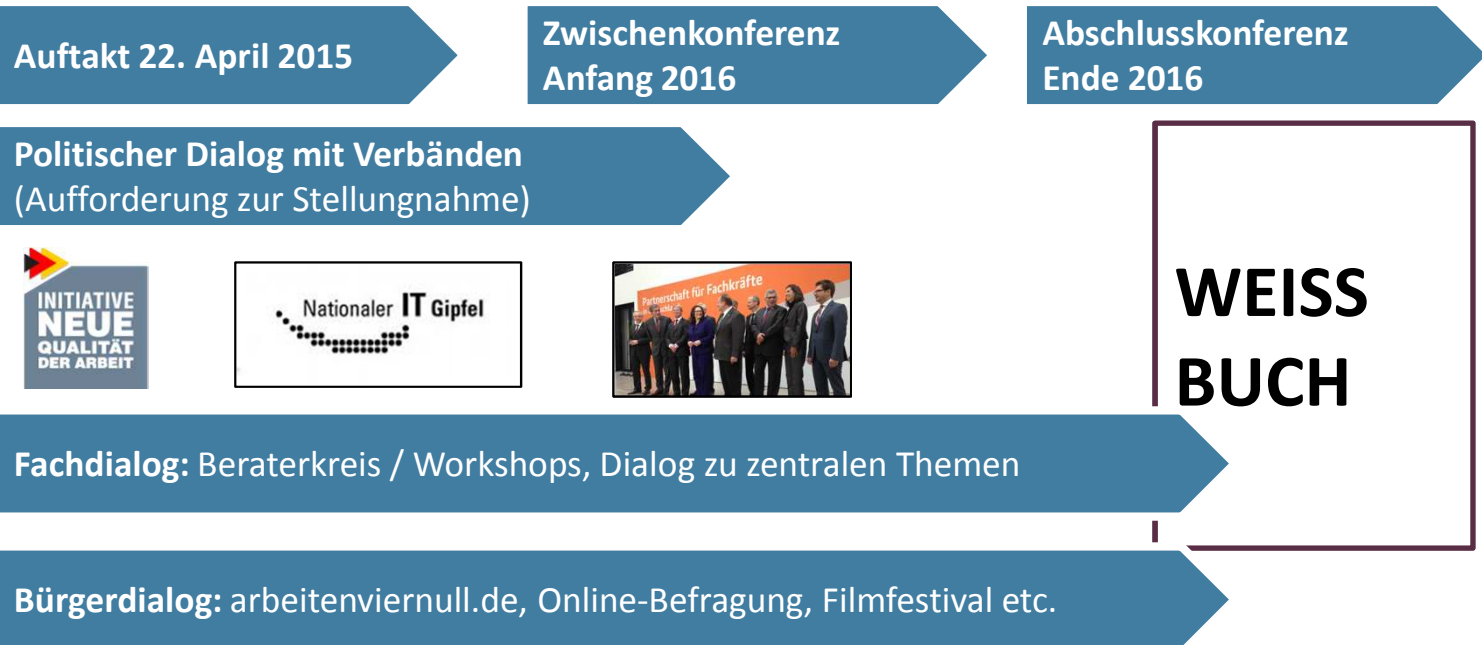 Auftakt 22. April 2015
Zwischenkonferenz
Anfang 2016
Abschlusskonferenz
Ende 2016
Politischer Dialog mit Verbänden
(Aufforderung zur Stellungnahme)
INITIATIVE
NEUE
QUALITÄT
DER ARBEIT
Nationaler IT Gipfel
Partnerschaft für Fachkräfte
WEISS
BUCH
Fachdialog: Beraterkreis / Workshops, Dialog zu zentralen Themen
Bürgerdialog: arbeitenviernull.de, Online-Befragung, Filmfestival etc.